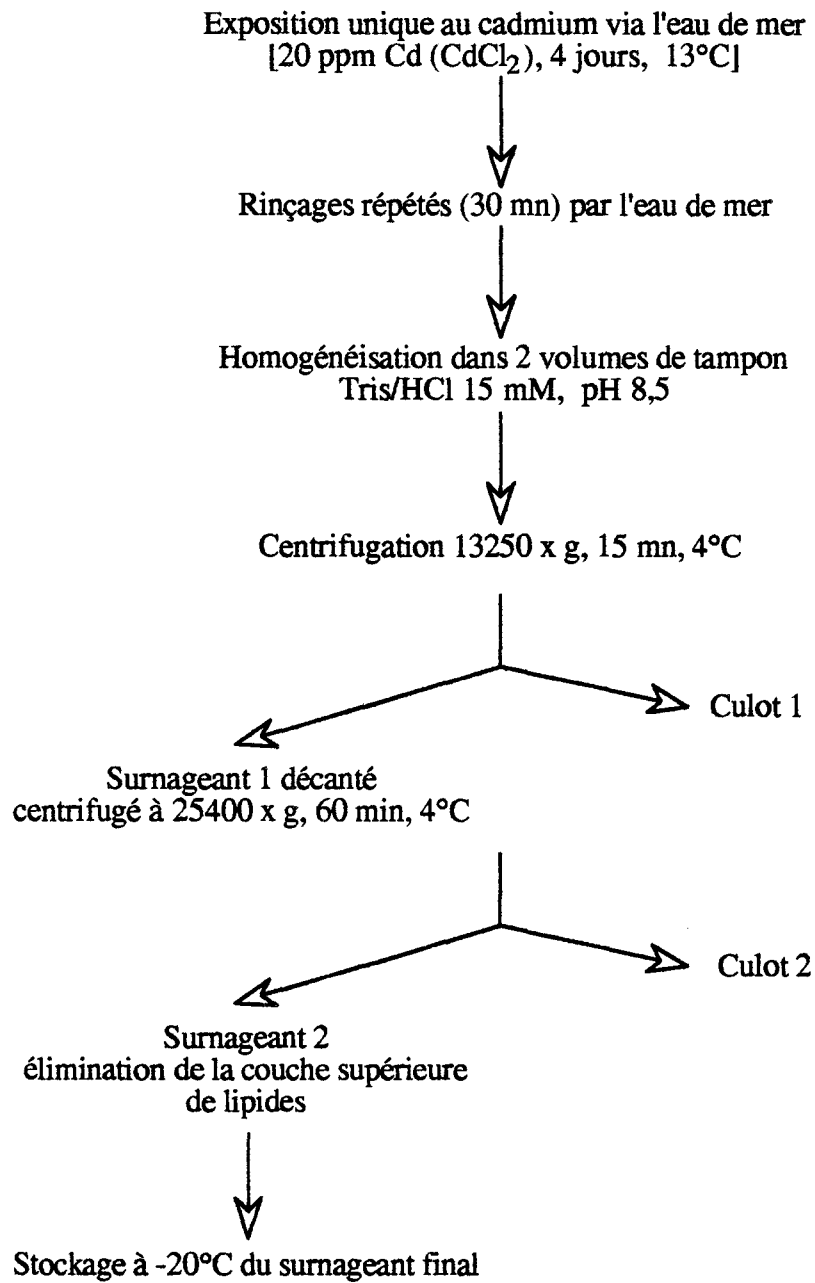 Exposition unique au cadmium via l'eau de mer
[20 ppm Cd (CdCl2), 4 jours, 13°C]
Rinçages répétés (30 mn) par l'eau de mer
Homogénéisation dans 2 volumes de tampon
Tris/HCl 15 mM, pH 8,5
Centrifugation 13250 x g, 15 mn, 4°C
Culot 1
Surnageant 1 décanté
centrifugé à 25400 x g, 60 min, 4°C
Culot 2
Surnageant 2
élimination de la couche supérieure
de lipides
Stockage à -20°C du surnageant final